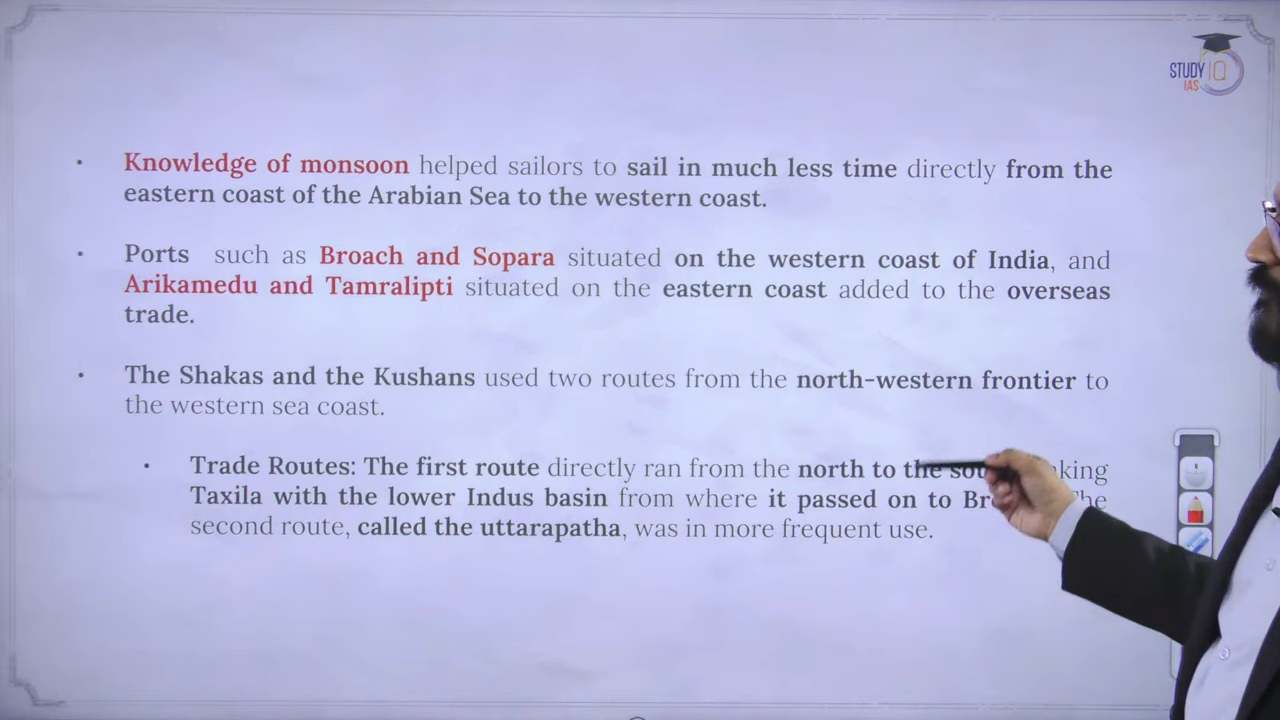 STUDY IQ
IAS
• Knowledge of monsoon helped sailors to sail in much less time directly from the
eastern coast of the Arabian Sea to the western coast.
• Ports such as Broach and Sopara situated on the western coast of India, and
Arikamedu and Tamralipti situated on the eastern coast added to the overseas
trade.
• The Shakas and the Kushans used two routes from the north-western frontier to
the western sea coast.
• Trade Routes: The first route directly ran from the north to the
Taxila with the lower Indus basin from where it passed on to
second route, called the uttarapatha, was in more frequent use.